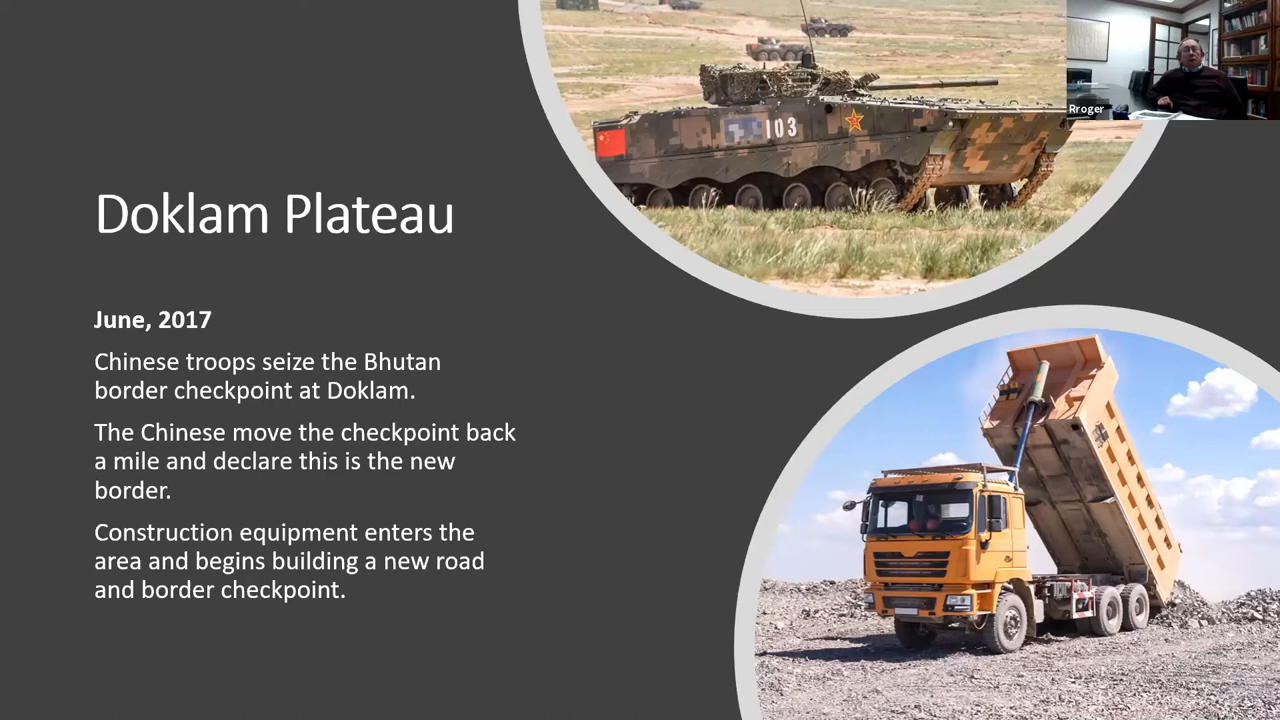 Doklam Plateau
June, 2017
Chinese troops seize the Bhutan
border checkpoint at Doklam.
The Chinese move the checkpoint back
a mile and declare this is the new
border.
Construction equipment enters the
area and begins building a new road
and border checkpoint.
103
Rroger